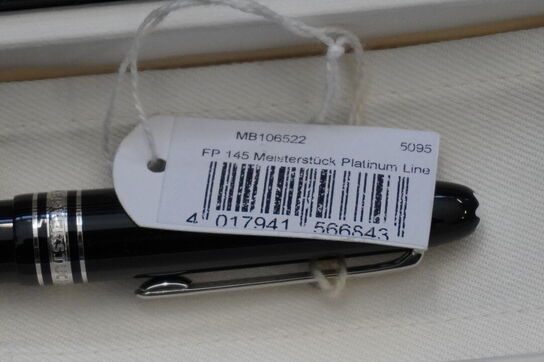 MB106522 5095
FP 145 Meisterstück Platinum Line
4 017941 566843